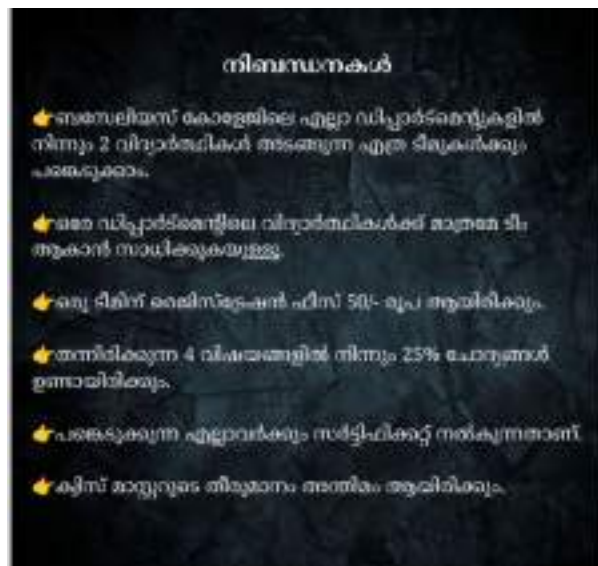 നിബന്ധനകൾ
👉ബസേലിയസ് കോളേജിലെ എല്ലാ ഡിപ്പാർട്മെന്റുകളിൽ
നിന്നും 2 വിദ്യാർത്ഥികൾ അടങ്ങുന്ന എത്ര ടീമുകൾക്കും
പങ്കെടുക്കാം.
👉ഒരേ ഡിപ്പാർട്മെന്റിലെ വിദ്യാർത്ഥികൾക്ക് മാത്രമേ ടീം
ആകാൻ സാധിക്കുകയുള്ളൂ.
👉ഒരു ടീമിന് രെജിസ്ട്രേഷൻ ഫീസ് 50/- രൂപ ആയിരിക്കും.
👉തന്നിരിക്കുന്ന 4 വിഷയങ്ങളിൽ നിന്നും 25% ചോദ്യങ്ങൾ
ഉണ്ടായിരിക്കും.
👉പങ്കെടുക്കുന്ന എല്ലാവർക്കും സർട്ടിഫിക്കറ്റ് നൽകുന്നതാണ്.
👉ക്വിസ് മാസ്റ്ററുടെ തീരുമാനം അന്തിമം ആയിരിക്കും.